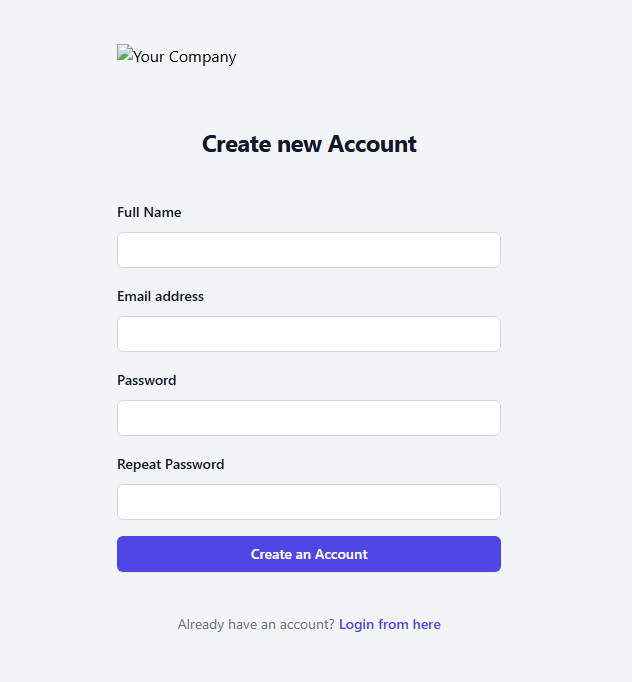 Your Company
Create new Account
Full Name
Email address
Password
Repeat Password
Create an Account
Already have an account? Login from here